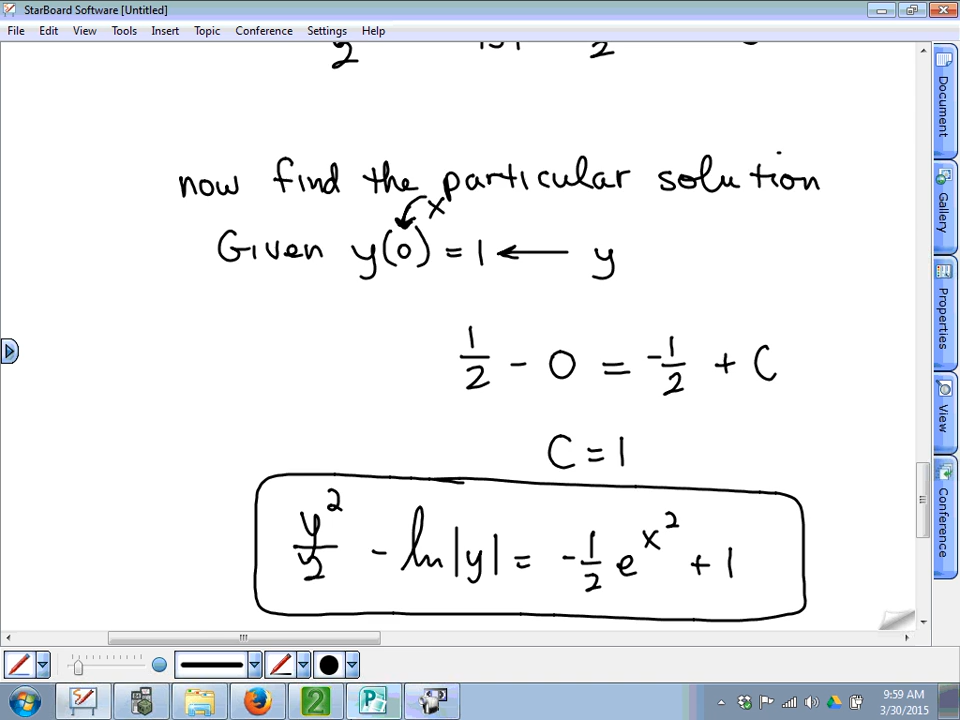 StarBoard Software [Untitled]
File Edit View Tools Insert Topic Conference Settings Help
now find the particular solution
x
Given y(0) = 1 ← y
1/2 - 0 = -1/2 + C
C = 1
y²/2 - ln|y| = -1/2 e^x² + 1
Document
Gallery
Properties
View
Conference
9:59 AM
3/30/2015